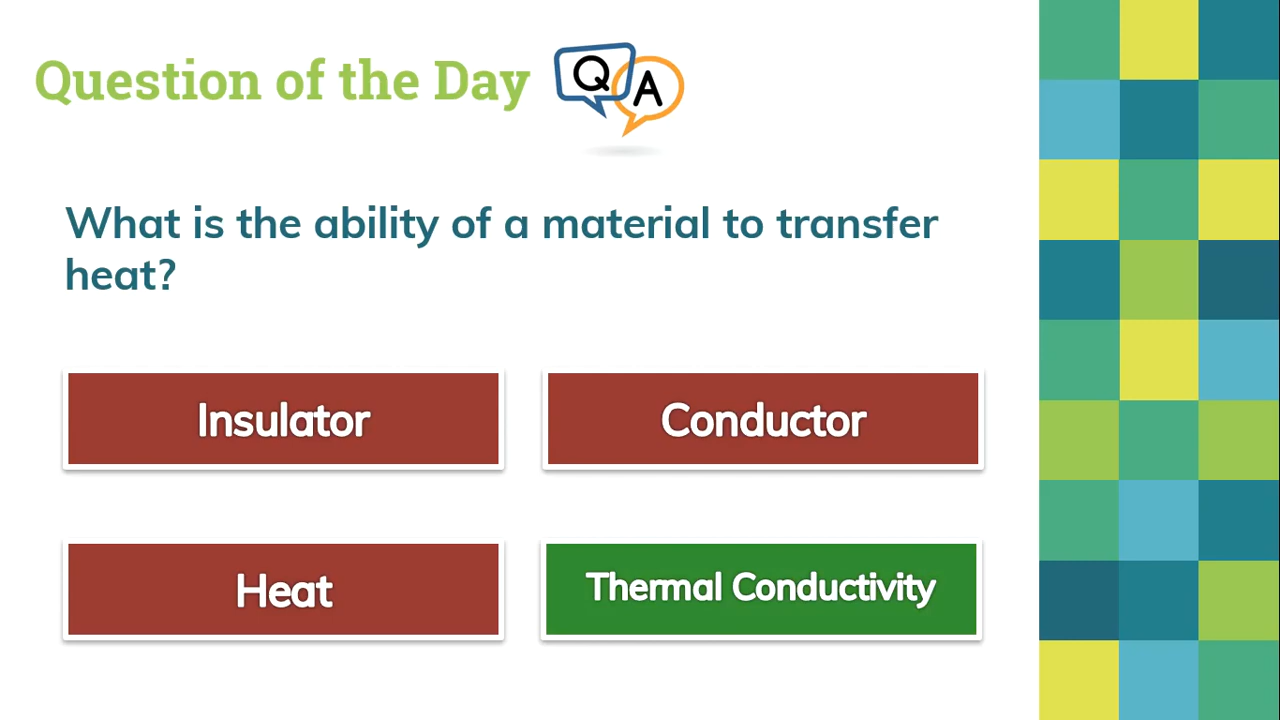 Question of the Day
Q A
What is the ability of a material to transfer
heat?
Insulator
Conductor
Heat
Thermal Conductivity